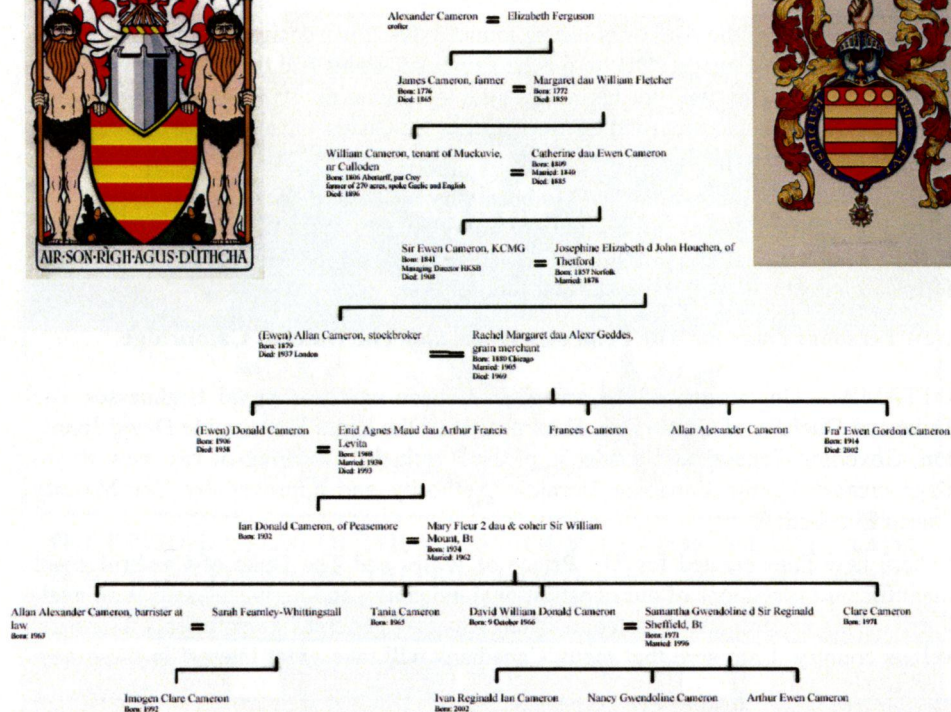 Alexander Cameron = Elizabeth Ferguson
crofter
James Cameron, farmer
Born: 1776
Died: 1865
=
Margaret dau William Fletcher
Born: 1772
Died: 1859
William Cameron, tenant of Muckovie,
nr Culloden
Born: 1806 Aberiarff, par Croy
farmer of 270 acres, spoke Gaelic and English
Died: 1896
=
Catherine dau Ewen Cameron
Born: 1809
Married: 1840
Died: 1885
AIR·SON·RÌGH·AGUS·DÙTHCHA
Sir Ewen Cameron, KCMG
Born: 1841
Managing Director HKSB
Died: 1908
=
Josephine Elizabeth d John Houchen, of
Thetford
Born: 1857 Norfolk
Married: 1878
(Ewen) Allan Cameron, stockbroker
Born: 1879
Died: 1937 London
=
Rachel Margaret dau Alexr Geddes,
grain merchant
Born: 1880 Chicago
Married: 1905
Died: 1969
(Ewen) Donald Cameron
Born: 1906
Died: 1958
=
Enid Agnes Maud dau Arthur Francis
Levita
Born: 1908
Married: 1930
Died: 1993
Frances Cameron
Allan Alexander Cameron
Fra' Ewen Gordon Cameron
Born: 1914
Died: 2002
Ian Donald Cameron, of Peasemore
Born: 1932
=
Mary Fleur 2 dau & coheir Sir William
Mount, Bt
Born: 1934
Married: 1962
Allan Alexander Cameron, barrister at
law
Born: 1963
=
Sarah Fearnley-Whittingstall
Tania Cameron
Born: 1965
David William Donald Cameron
Born: 9 October 1966
=
Samantha Gwendoline d Sir Reginald
Sheffield, Bt
Born: 1971
Married: 1996
Clare Cameron
Born: 1971
Imogen Clare Cameron
Born: 1992
Ivan Reginald Ian Cameron
Born: 2002
Nancy Gwendoline Cameron
Arthur Ewen Cameron